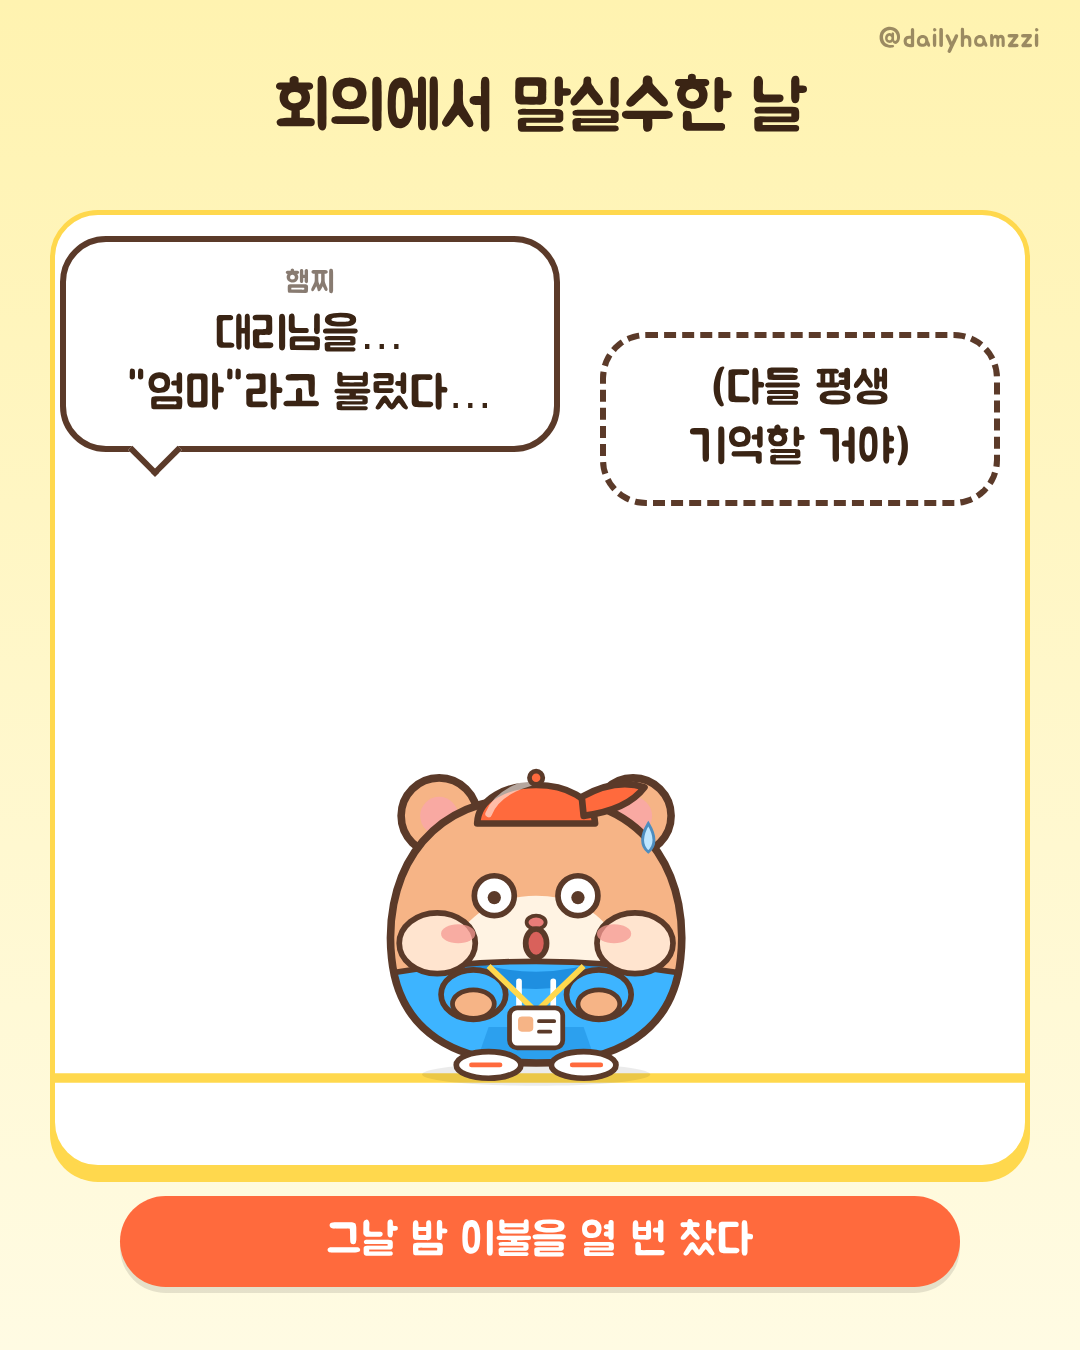 @dailyhamzzi
회의에서 말실수한 날
햄찌
대리님을...
"엄마"라고 불렀다...
(다들 평생
기억할 거야)
그날 밤 이불을 열 번 찼다